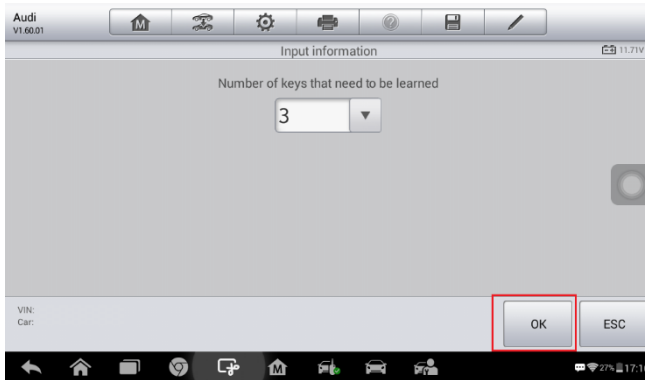 Audi
V1.60.01
Input information
11.71V
Number of keys that need to be learned
3
VIN:
Car:
OK
ESC
27%